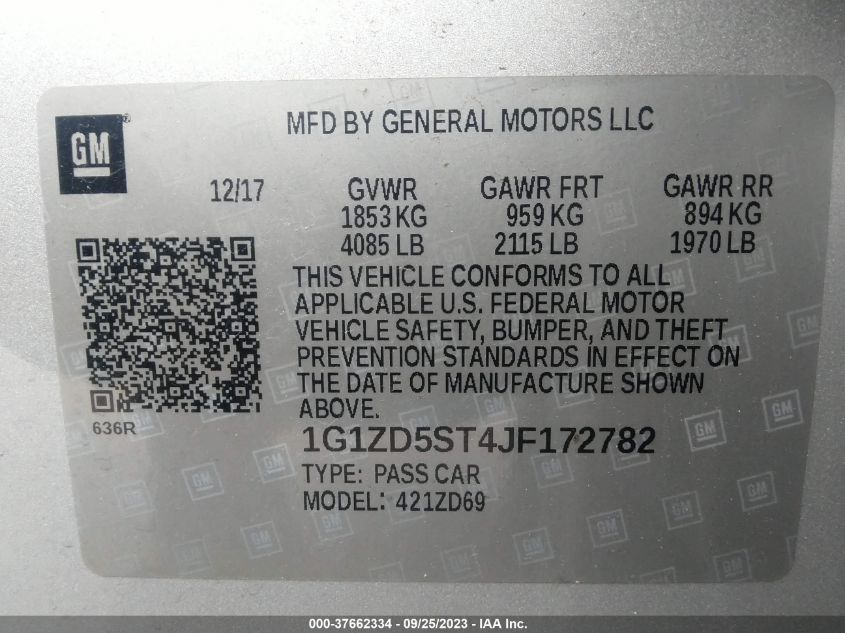 MFD BY GENERAL MOTORS LLC
GM
12/17 GVWR GAWR FRT GAWR RR
1853 KG 959 KG 894 KG
4085 LB 2115 LB 1970 LB
THIS VEHICLE CONFORMS TO ALL
APPLICABLE U.S. FEDERAL MOTOR
VEHICLE SAFETY, BUMPER, AND THEFT
PREVENTION STANDARDS IN EFFECT ON
THE DATE OF MANUFACTURE SHOWN
ABOVE.
636R
1G1ZD5ST4JF172782
TYPE: PASS CAR
MODEL: 421ZD69
000-37662334 - 09/25/2023 - IAA Inc.